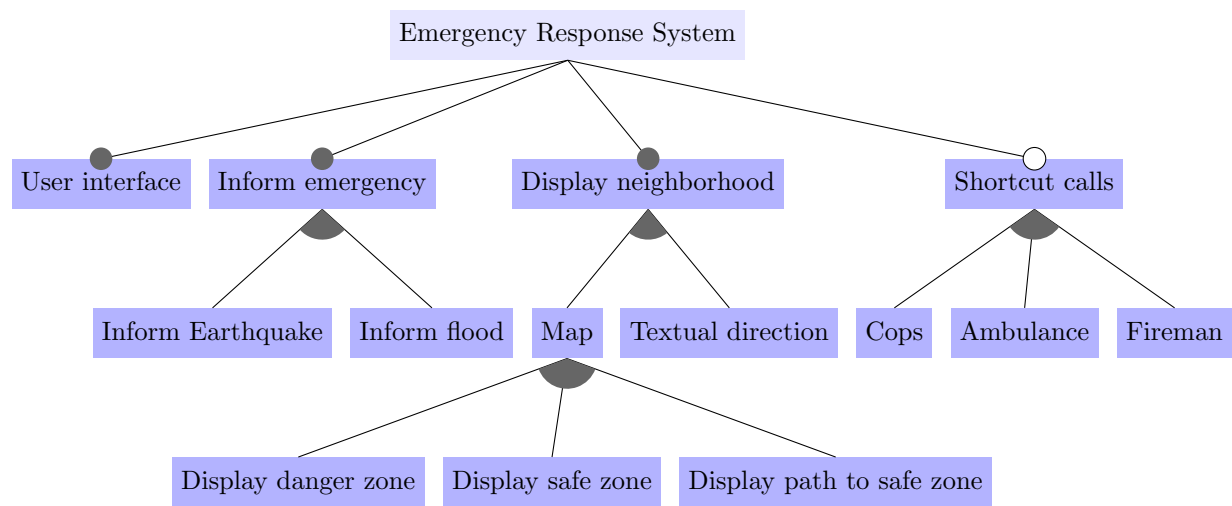 Emergency Response System
User interface
Inform emergency
Display neighborhood
Shortcut calls
Inform Earthquake
Inform flood
Map
Textual direction
Cops
Ambulance
Fireman
Display danger zone
Display safe zone
Display path to safe zone